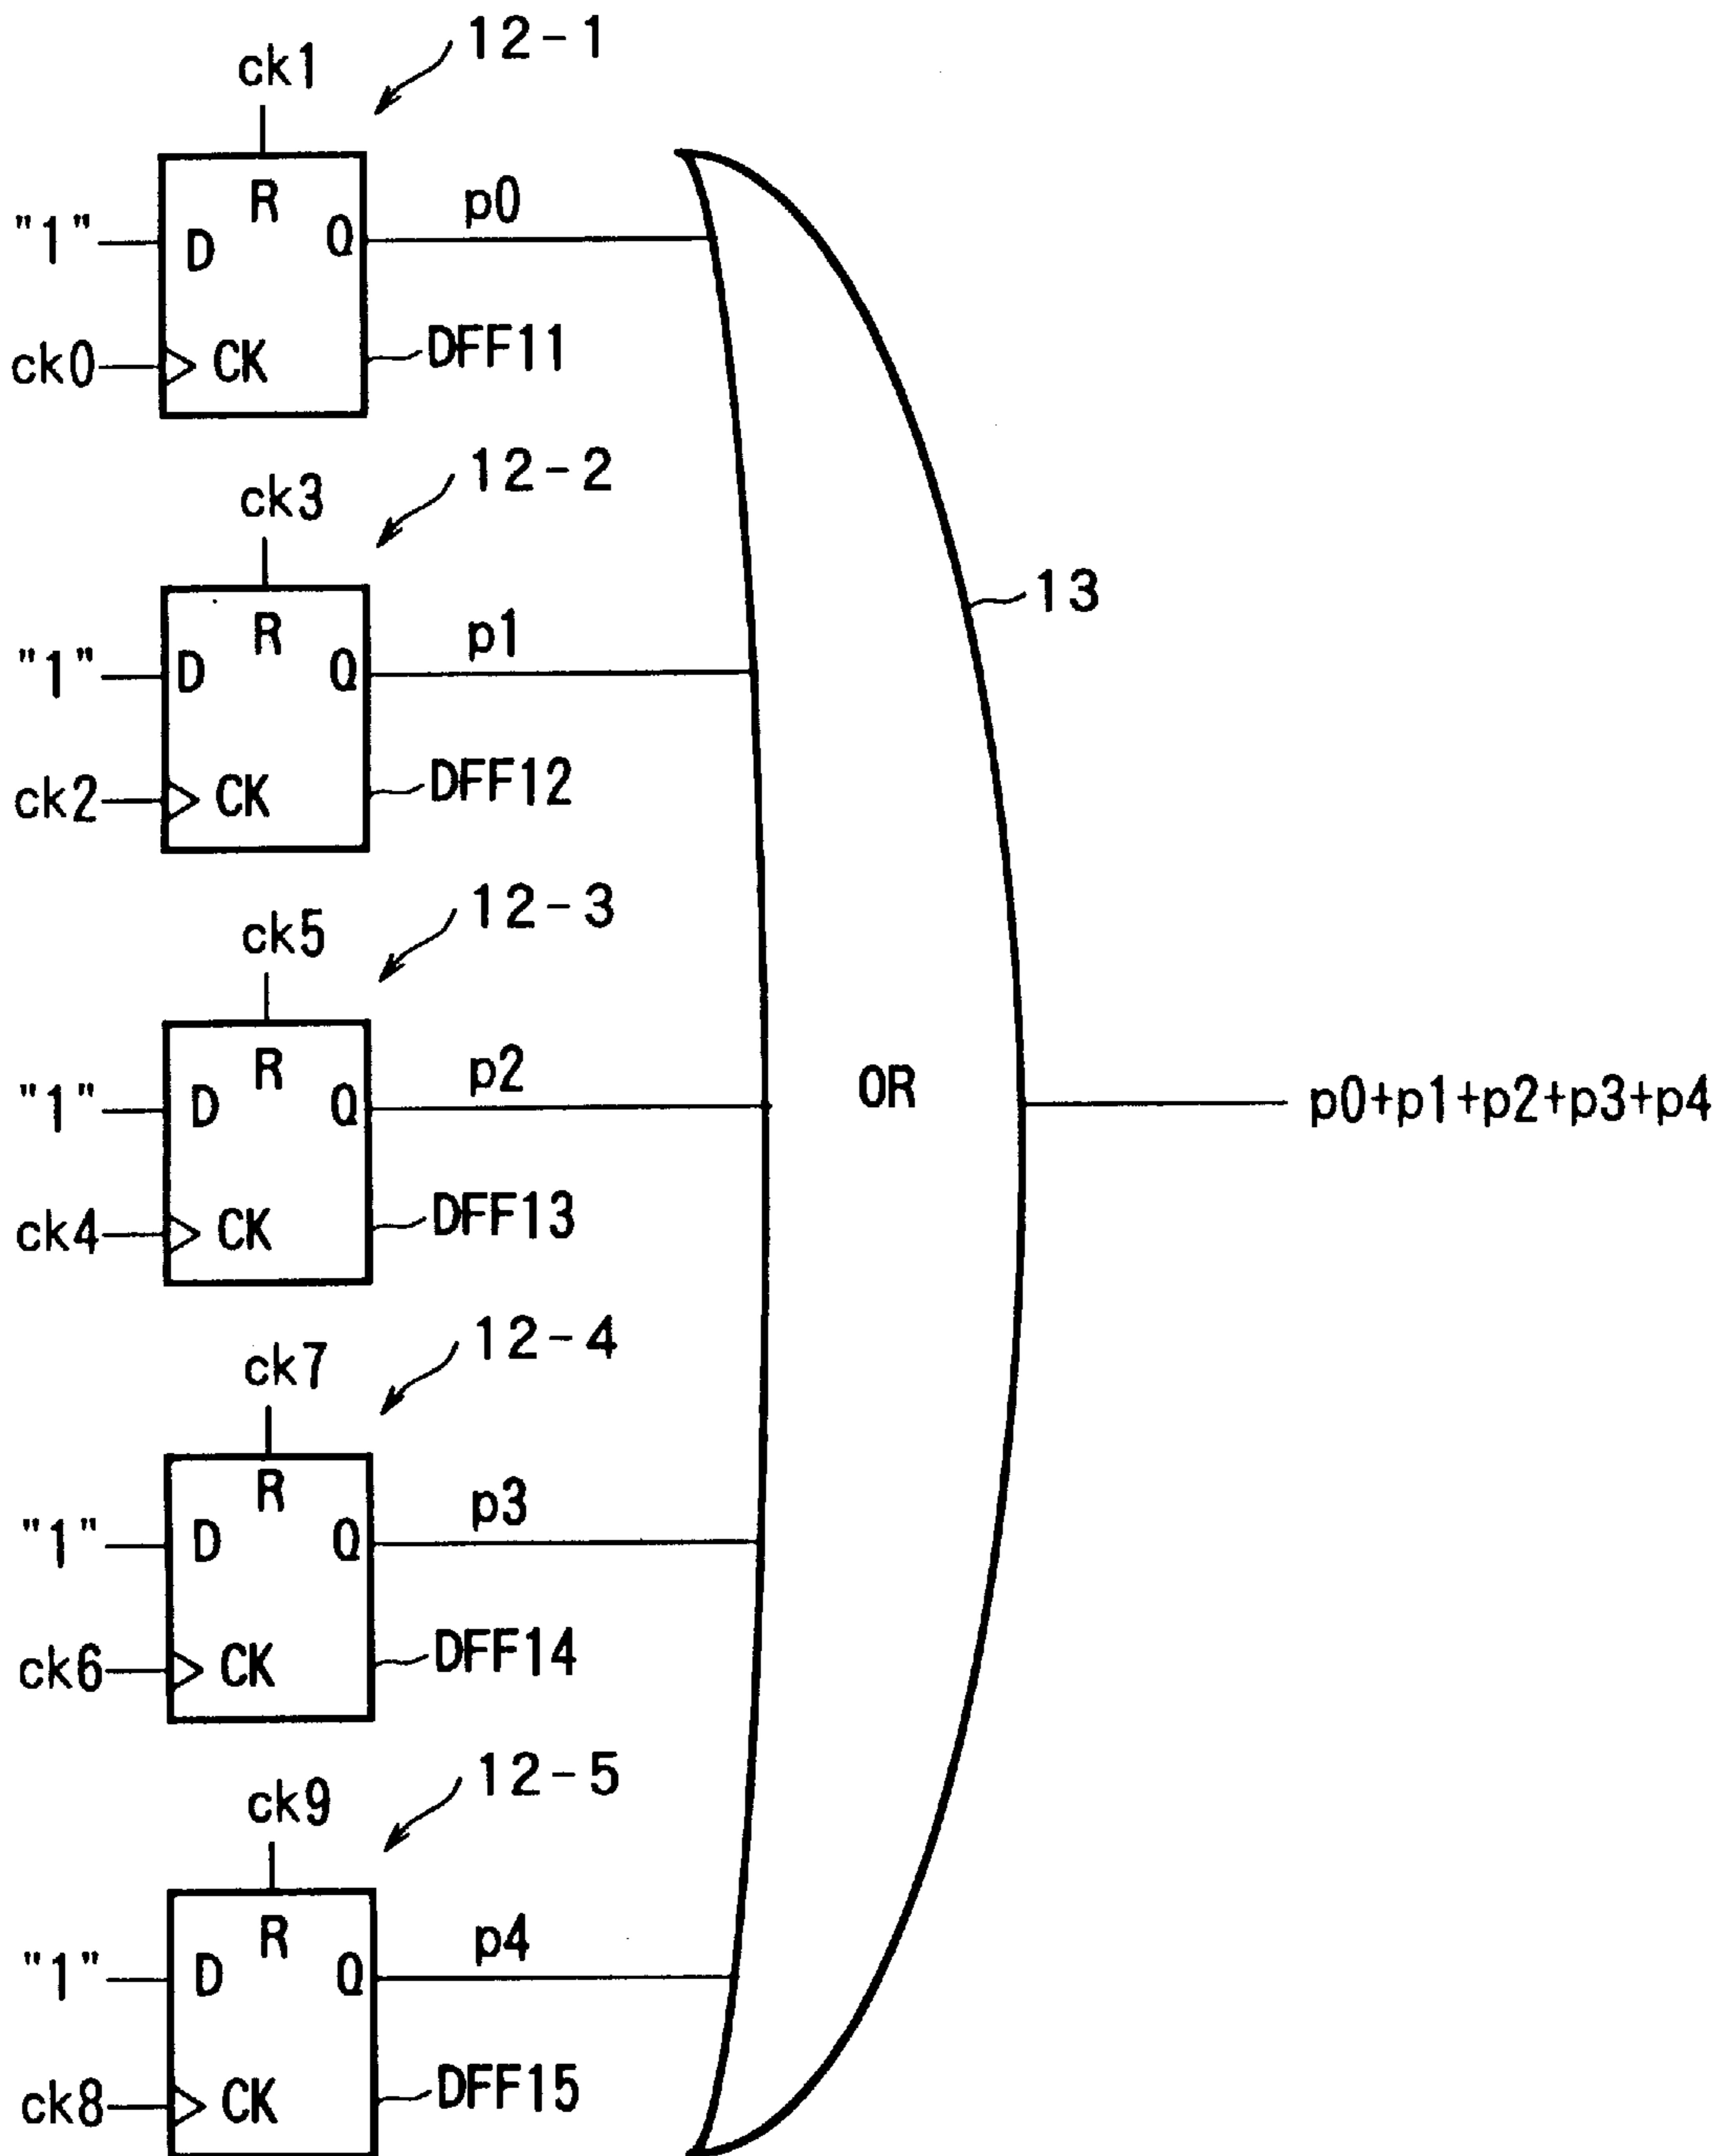 12-1
ck1
R
"1" D Q p0
ck0 CK DFF11
12-2
ck3
13
R
"1" D Q p1
ck2 CK DFF12
12-3
ck5
R
"1" D Q p2
OR
p0+p1+p2+p3+p4
ck4 CK DFF13
12-4
ck7
R
"1" D Q p3
ck6 CK DFF14
12-5
ck9
R
"1" D Q p4
ck8 CK DFF15